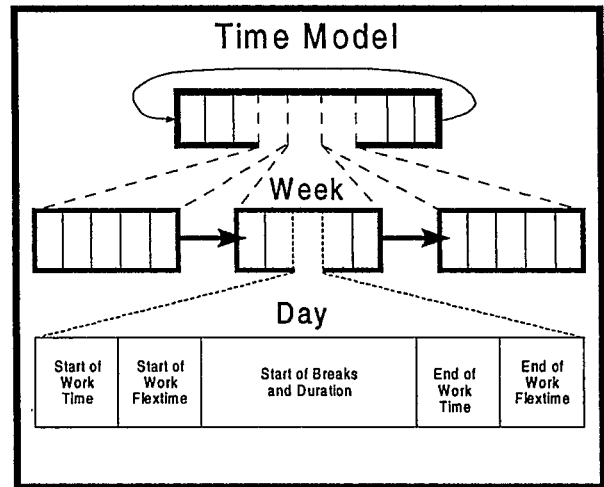 Time Model
Week
Day
Start of
Work
Time
Start of
Work
Flextime
Start of Breaks
and Duration
End of
Work
Time
End of
Work
Flextime